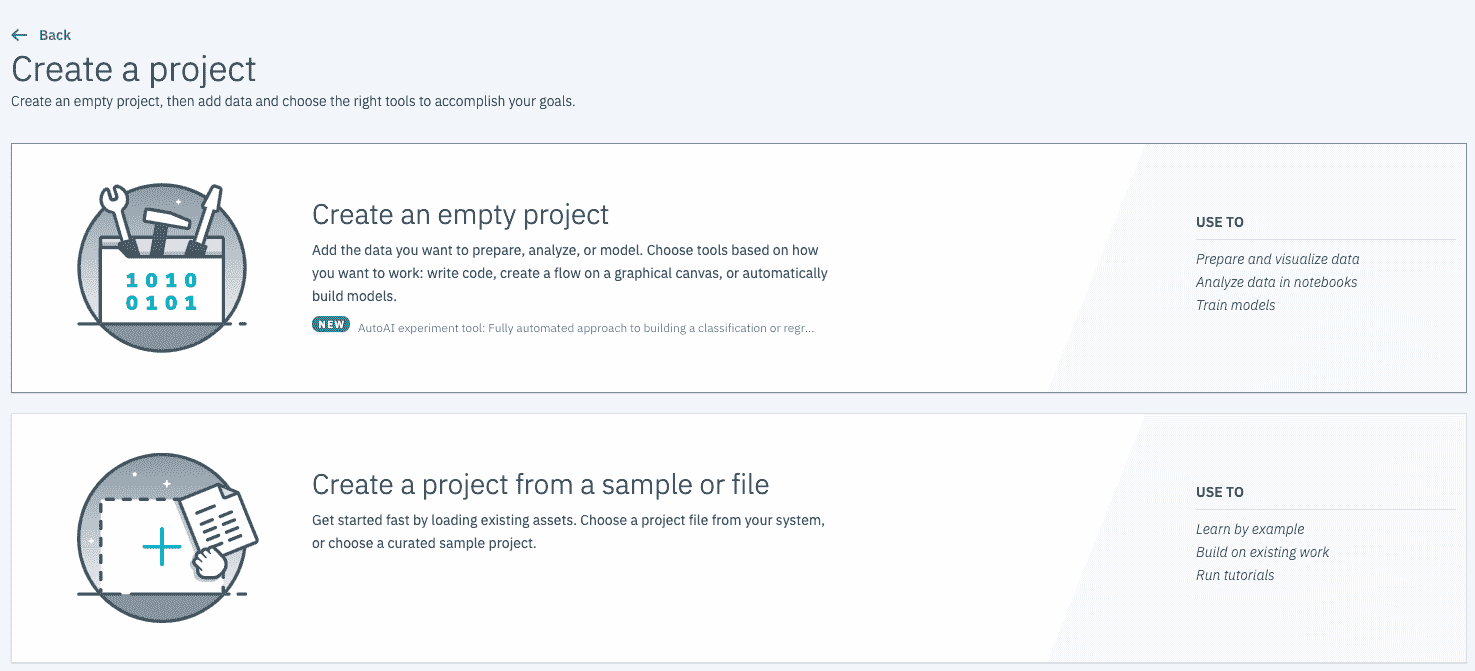 Back
Create a project
Create an empty project, then add data and choose the right tools to accomplish your goals.
Create an empty project
Add the data you want to prepare, analyze, or model. Choose tools based on how
you want to work: write code, create a flow on a graphical canvas, or automatically
build models.
NEW AutoAI experiment tool: Fully automated approach to building a classification or regr...
1010
0101
USE TO
Prepare and visualize data
Analyze data in notebooks
Train models
Create a project from a sample or file
Get started fast by loading existing assets. Choose a project file from your system,
or choose a curated sample project.
USE TO
Learn by example
Build on existing work
Run tutorials